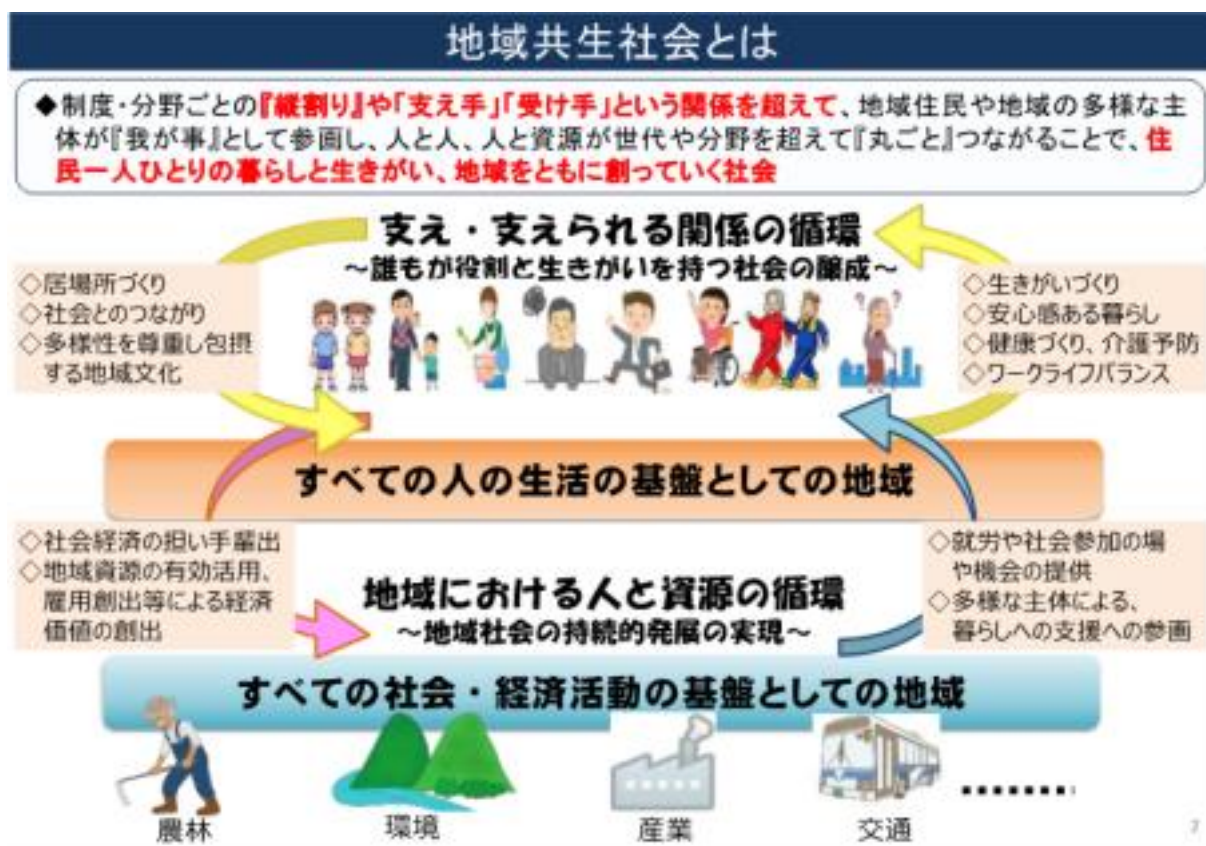 地域共生社会とは
◆制度・分野ごとの『縦割り』や「支え手」「受け手」という関係を超えて、地域住民や地域の多様な主
体が『我が事』として参画し、人と人、人と資源が世代や分野を超えて『丸ごと』つながることで、住
民一人ひとりの暮らしと生きがい、地域をともに創っていく社会
支え・支えられる関係の循環
～誰もが役割と生きがいを持つ社会の醸成～
◇居場所づくり
◇社会とのつながり
◇多様性を尊重し包摂
する地域文化
◇生きがいづくり
◇安心感ある暮らし
◇健康づくり、介護予防
◇ワークライフバランス
すべての人の生活の基盤としての地域
◇社会経済の担い手輩出
◇地域資源の有効活用、
雇用創出等による経済
価値の創出
地域における人と資源の循環
～地域社会の持続的発展の実現～
◇就労や社会参加の場
や機会の提供
◇多様な主体による、
暮らしへの支援への参画
すべての社会・経済活動の基盤としての地域
農林
環境
産業
交通
7